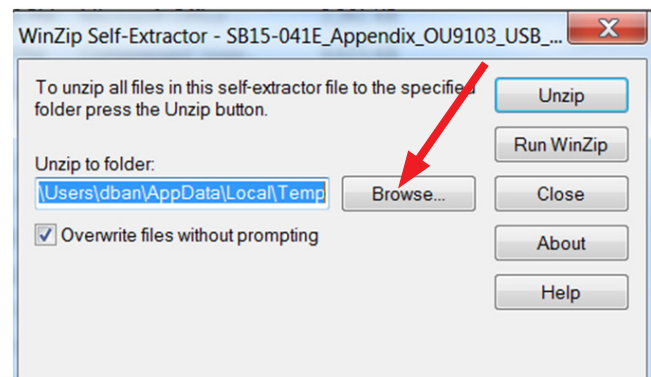 WinZip Self-Extractor - SB15-041E_Appendix_OU9103_USB_...
To unzip all files in this self-extractor file to the specified
folder press the Unzip button.
Unzip to folder:
\Users\dban\AppData\Local\Temp
Browse...
Overwrite files without prompting
Unzip
Run WinZip
Close
About
Help